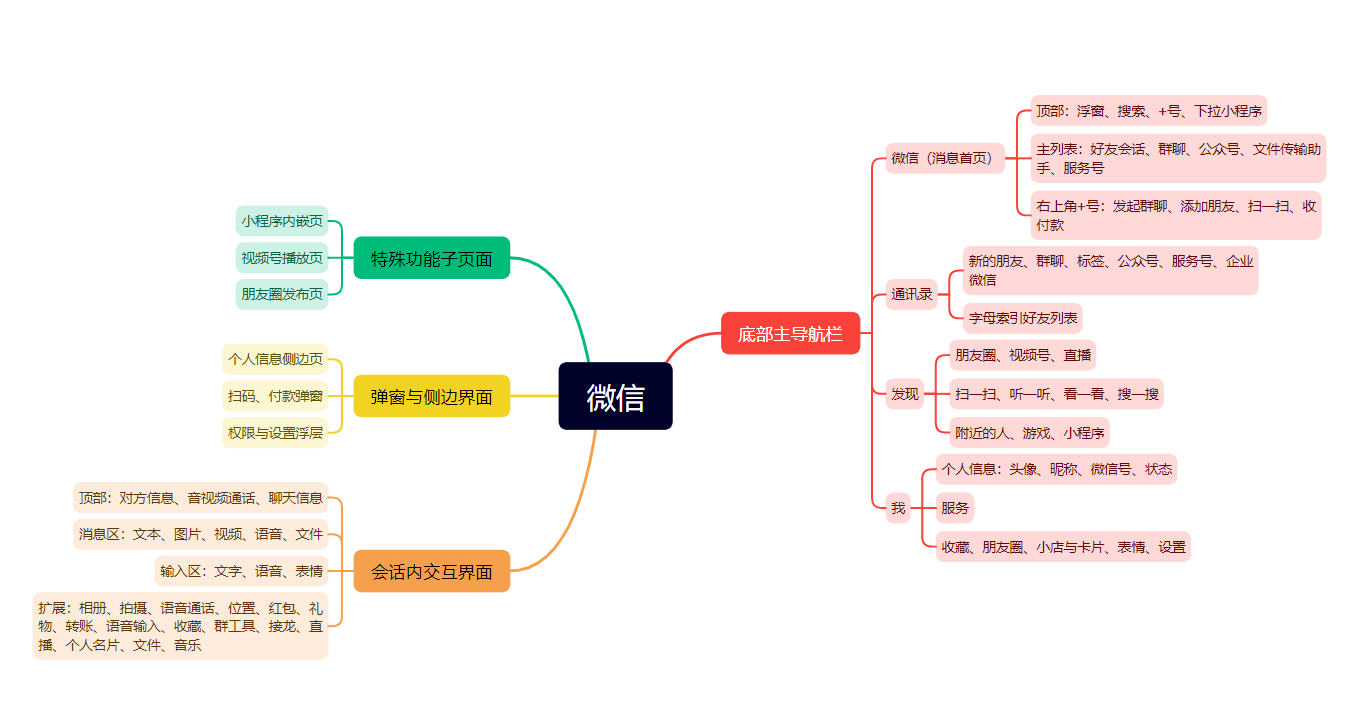 微信
底部主导航栏
微信（消息首页）
顶部：浮窗、搜索、+号、下拉小程序
主列表：好友会话、群聊、公众号、文件传输助
手、服务号
右上角+号：发起群聊、添加朋友、扫一扫、收
付款
通讯录
新的朋友、群聊、标签、公众号、服务号、企业
微信
字母索引好友列表
发现
朋友圈、视频号、直播
扫一扫、听一听、看一看、搜一搜
附近的人、游戏、小程序
我
个人信息：头像、昵称、微信号、状态
服务
收藏、朋友圈、小店与卡片、表情、设置
特殊功能子页面
小程序内嵌页
视频号播放页
朋友圈发布页
弹窗与侧边界面
个人信息侧边页
扫码、付款弹窗
权限与设置浮层
会话内交互界面
顶部：对方信息、音视频通话、聊天信息
消息区：文本、图片、视频、语音、文件
输入区：文字、语音、表情
扩展：相册、拍摄、语音通话、位置、红包、礼
物、转账、语音输入、收藏、群工具、接龙、直
播、个人名片、文件、音乐